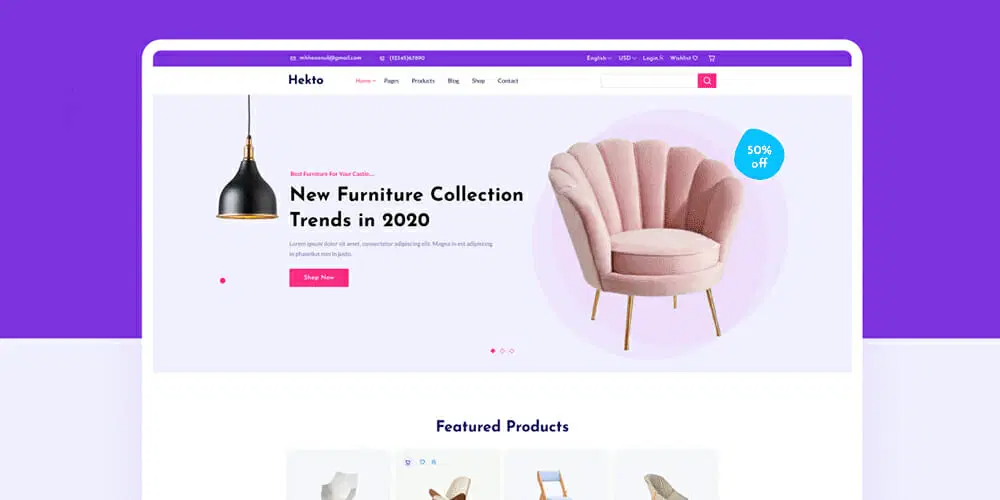 mhhasanul@gmail.com (12345)67890 English USD Login Wishlist
Hekto Home Pages Products Blog Shop Contact
50%
off
Best Furniture For Your Castle....
New Furniture Collection
Trends in 2020
Lorem ipsum dolor sit amet, consectetur adipiscing elit. Magna in est adipiscing
in phasellus non in justo.
Shop Now
Featured Products